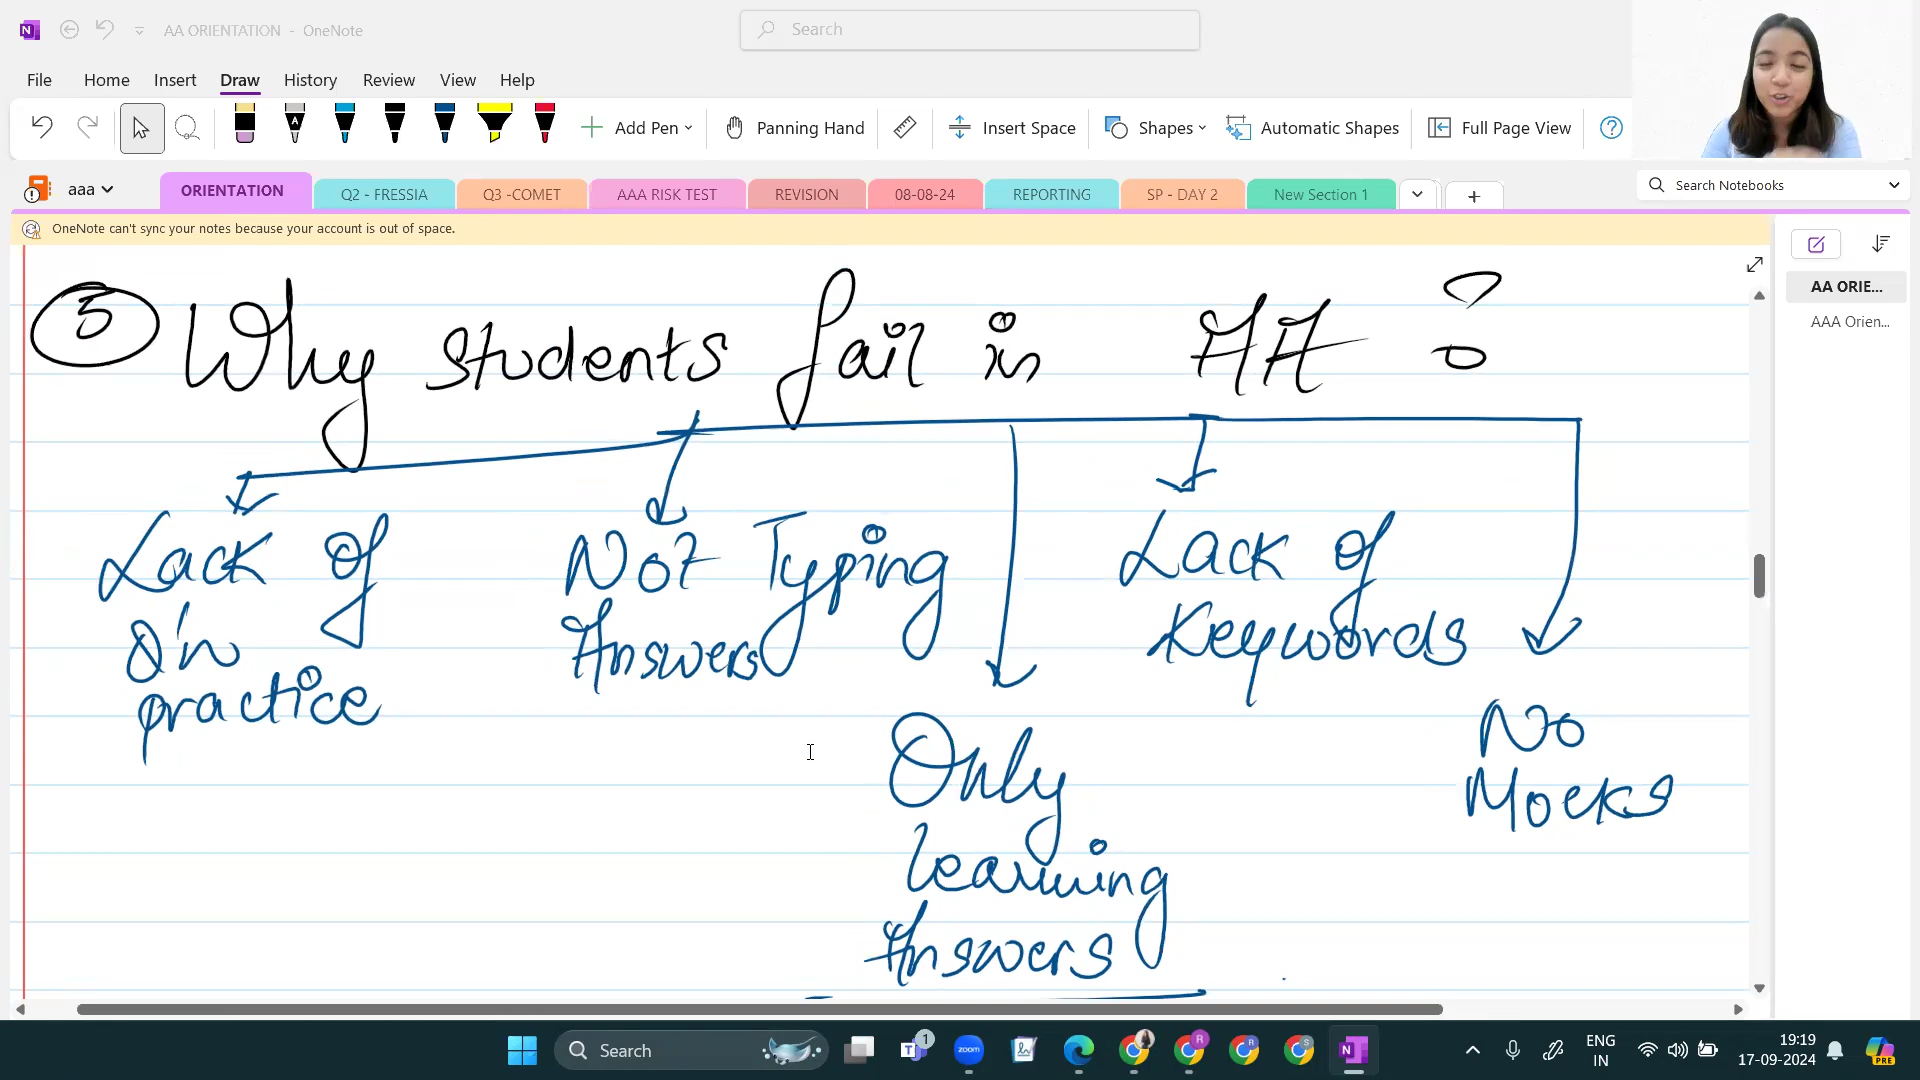 AA ORIENTATION - OneNote
Search
File Home Insert Draw History Review View Help
Add Pen Panning Hand Insert Space Shapes Automatic Shapes Full Page View
aaa ORIENTATION Q2 - FRESSIA Q3 -COMET AAA RISK TEST REVISION 08-08-24 REPORTING SP - DAY 2 New Section 1
Search Notebooks
OneNote can't sync your notes because your account is out of space.
AA ORIE...
AAA Orien...
5 Why students fail in AA ?
Lack of
Q'n
practice
Not Typing
Answers
Only
learning
Answers
Lack of
Keywords
No
Mocks
Search
1
zoom
ENG
IN
19:19
17-09-2024
PRE